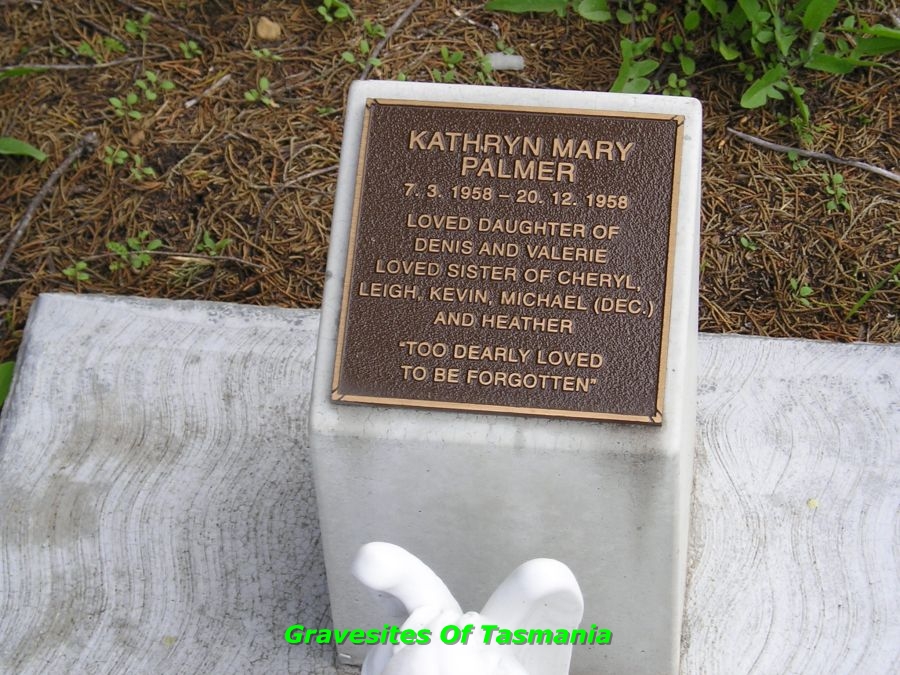 KATHRYN MARY
PALMER
7. 3. 1958 – 20. 12. 1958
LOVED DAUGHTER OF
DENIS AND VALERIE
LOVED SISTER OF CHERYL,
LEIGH, KEVIN, MICHAEL (DEC.)
AND HEATHER
"TOO DEARLY LOVED
TO BE FORGOTTEN"
Gravesites Of Tasmania